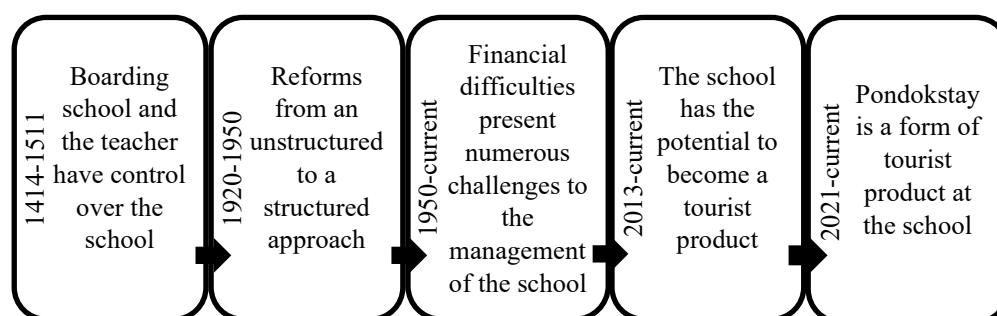 1414-1511
Boarding
school and
the teacher
have control
over the
school
1920-1950
Reforms
from an
unstructured
to a
structured
approach
1950-current
Financial
difficulties
present
numerous
challenges to
the
management
of the school
2013-current
The school
has the
potential to
become a
tourist
product
2021-current
Pondokstay
is a form of
tourist
product at
the school